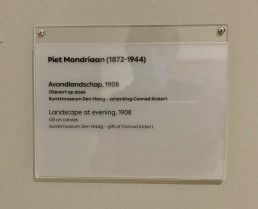 Piet Mondriaan (1872-1944)
Avondlandschap, 1908
Olieverf op doek
Kunstmuseum Den Haag - schenking Conrad Kickert
Landscape at evening, 1908
Oil on canvas
Kunstmuseum Den Haag - gift of Conrad Kickert